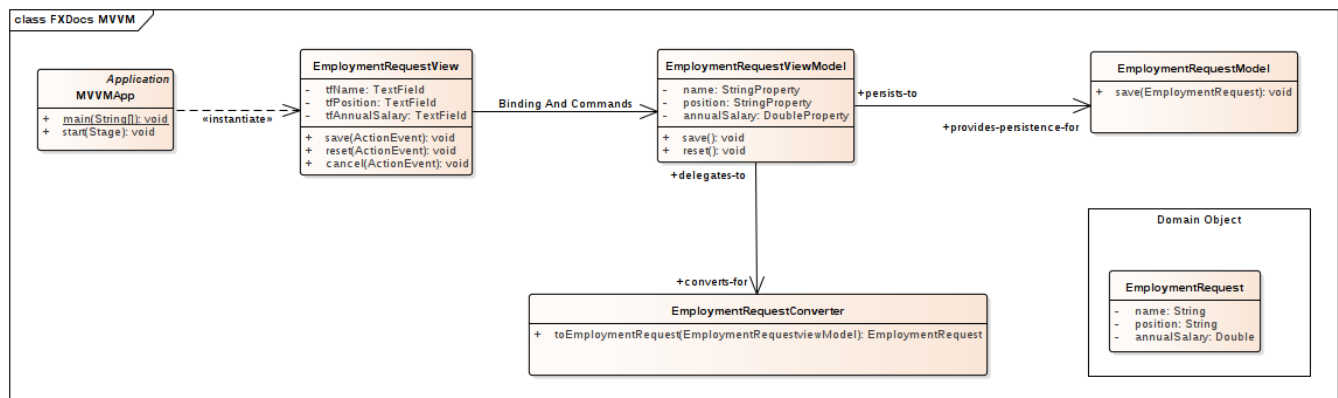 class FXDocs MVVM
Application
MVVMApp
+ main(String[]): void
+ start(Stage): void
«instantiate»
EmploymentRequestView
- tfName: TextField
- tfPosition: TextField
- tfAnnualSalary: TextField
+ save(ActionEvent): void
+ reset(ActionEvent): void
+ cancel(ActionEvent): void
Binding And Commands
EmploymentRequestViewModel
- name: StringProperty
- position: StringProperty
- annualSalary: DoubleProperty
+ save(): void
+ reset(): void
+persists-to
+provides-persistence-for
EmploymentRequestModel
+ save(EmploymentRequest): void
+delegates-to
+converts-for
EmploymentRequestConverter
+ toEmploymentRequest(EmploymentRequestviewModel): EmploymentRequest
Domain Object
EmploymentRequest
- name: String
- position: String
- annualSalary: Double